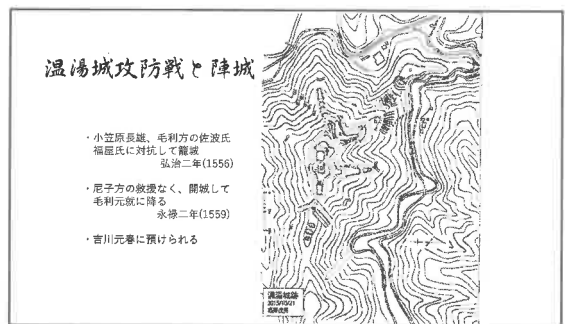 温湯城攻防戦と陣城
・小笠原長雄、毛利方の佐波氏
福屋氏に対抗して籠城
弘治二年(1556)
・尼子方の救援なく、開城して
毛利元就に降る
永禄二年(1559)
・吉川元春に預けられる
温湯城跡